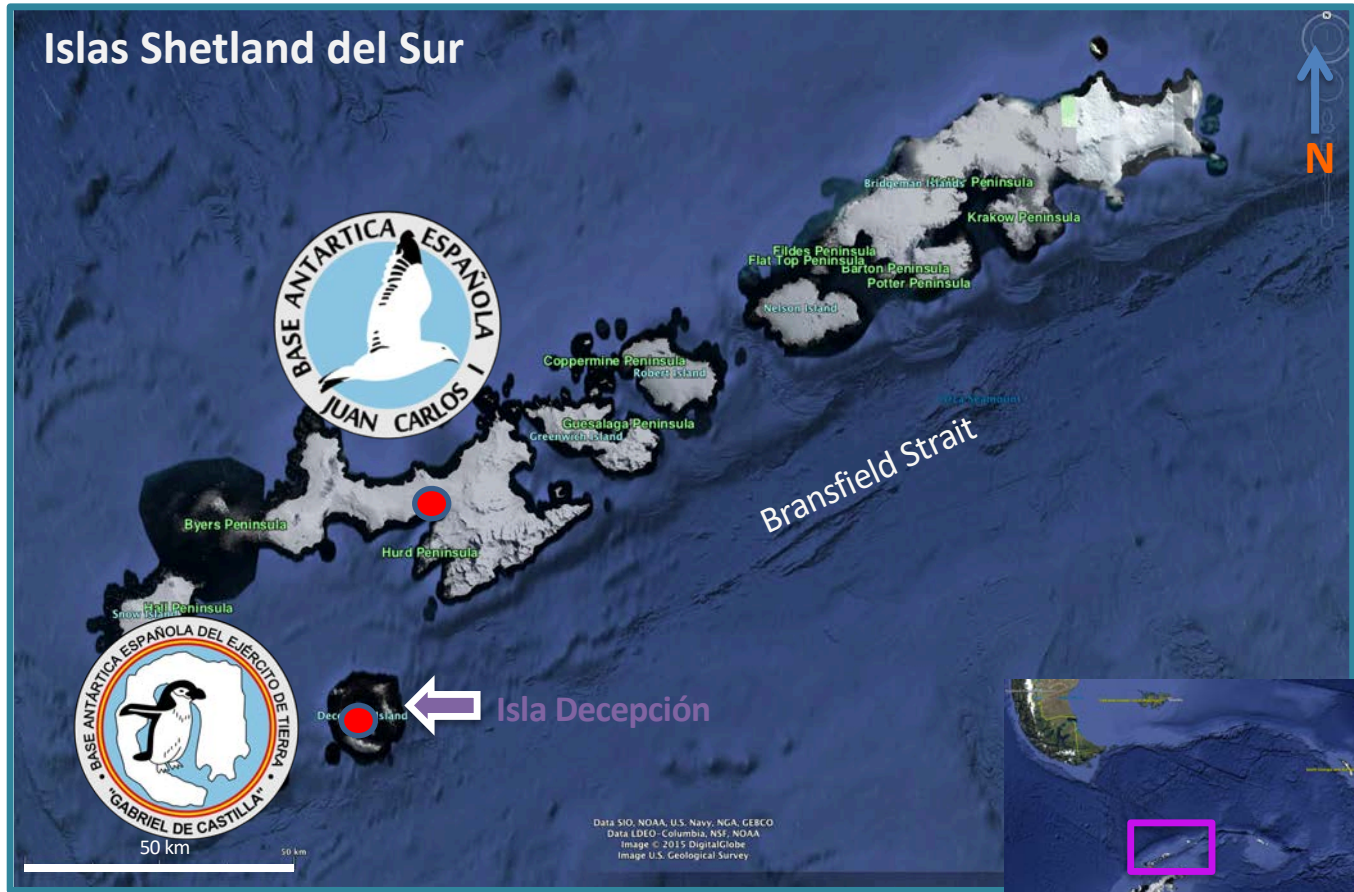 Islas Shetland del Sur
N
N
Bridgeman Islands
Peninsula
Krakow Peninsula
Fildes Peninsula
Flat Top Peninsula
Barton Peninsula
Potter Peninsula
Nelson Island
BASE ANTARTICA ESPAÑOLA
JUAN CARLOS I
Coppermine Peninsula
Robert Island
Orca Seamount
Guesalaga Peninsula
Greenwich Island
Bransfield Strait
Byers Peninsula
Hurd Peninsula
Hall Peninsula
Snow Island
BASE ANTÁRTICA ESPAÑOLA DEL EJÉRCITO DE TIERRA
"GABRIEL DE CASTILLA"
Island
Isla Decepción
50 km
50 km
Data SIO, NOAA, U.S. Navy, NGA, GEBCO
Data LDEO-Columbia, NSF, NOAA
Image © 2015 DigitalGlobe
Image U.S. Geological Survey